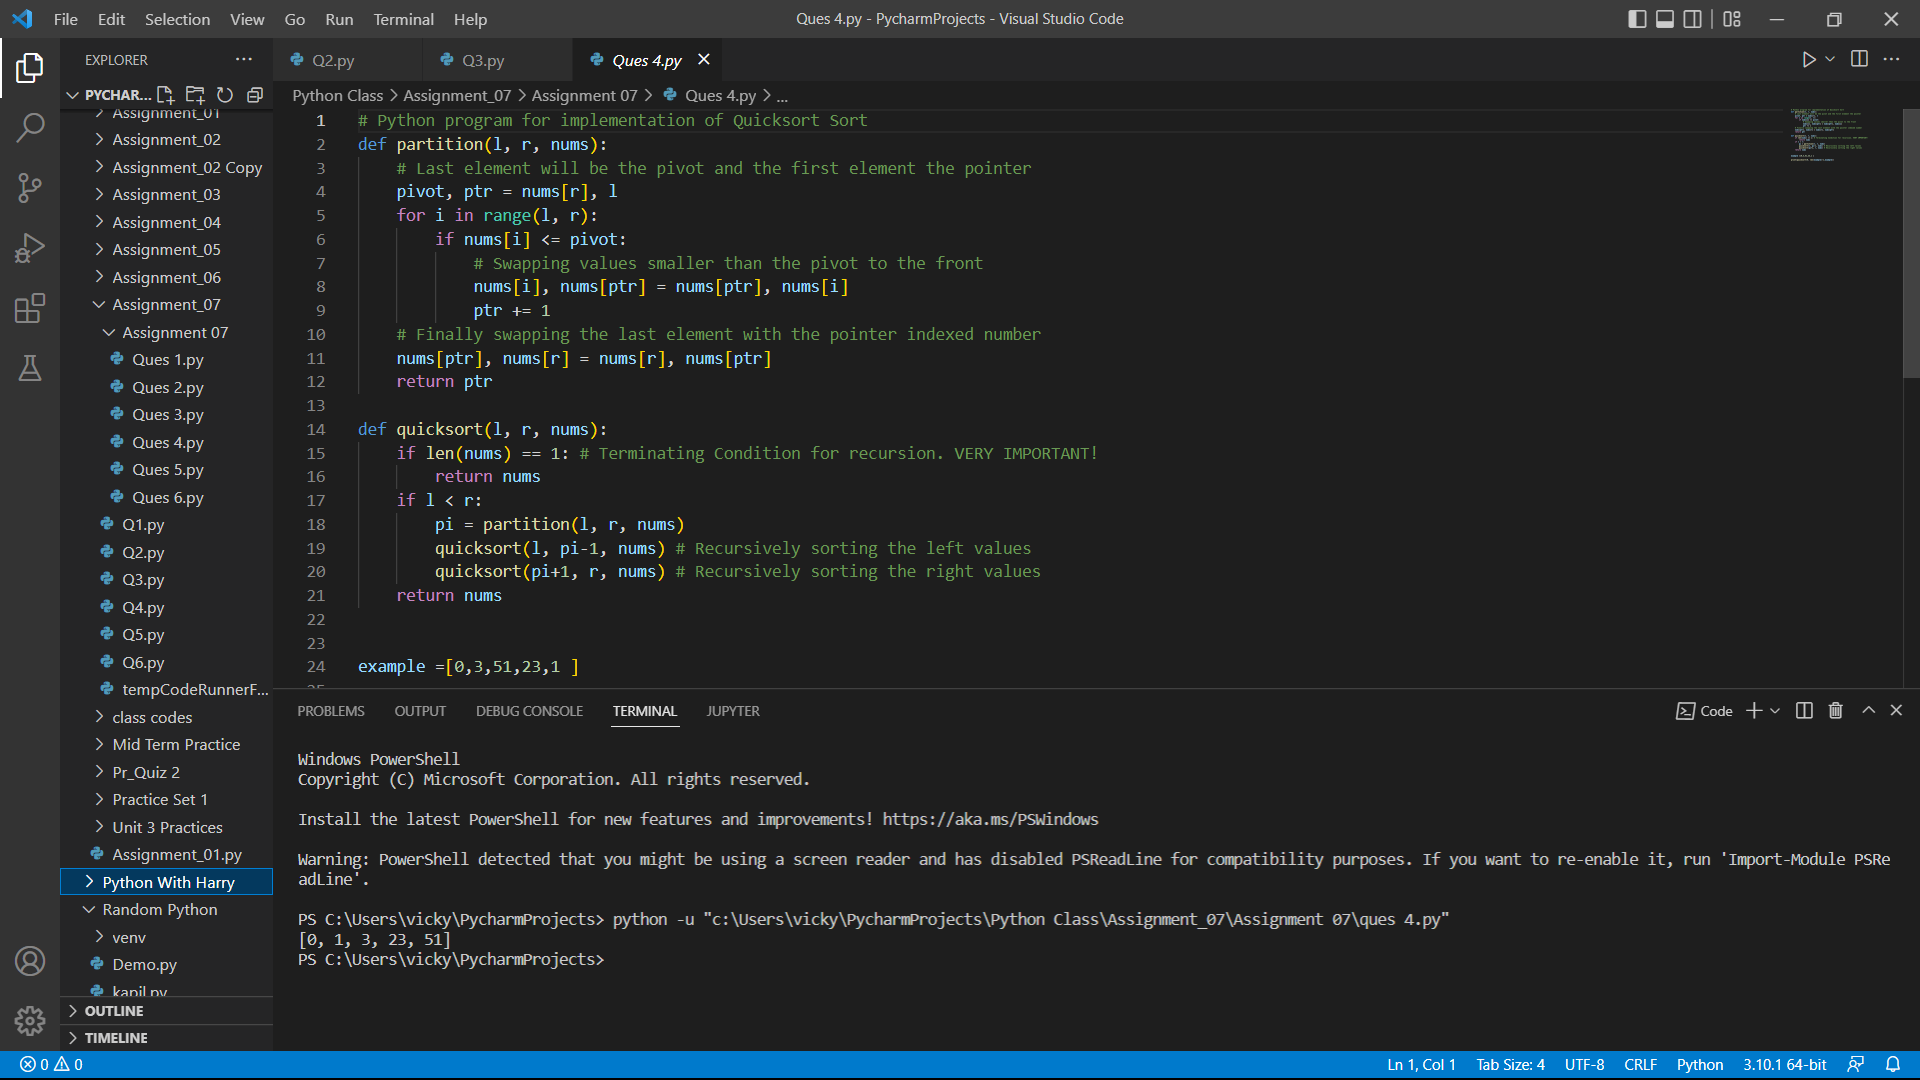 File Edit Selection View Go Run Terminal Help
Ques 4.py - PycharmProjects - Visual Studio Code
EXPLORER
PYCHAR...
Assignment_01
Assignment_02
Assignment_02 Copy
Assignment_03
Assignment_04
Assignment_05
Assignment_06
Assignment_07
Assignment 07
Ques 1.py
Ques 2.py
Ques 3.py
Ques 4.py
Ques 5.py
Ques 6.py
Q1.py
Q2.py
Q3.py
Q4.py
Q5.py
Q6.py
tempCodeRunnerF...
class codes
Mid Term Practice
Pr_Quiz 2
Practice Set 1
Unit 3 Practices
Assignment_01.py
Python With Harry
Random Python
venv
Demo.py
kapil.py
OUTLINE
TIMELINE
Q2.py Q3.py Ques 4.py
Python Class > Assignment_07 > Assignment 07 > Ques 4.py > ...
1 # Python program for implementation of Quicksort Sort
2 def partition(l, r, nums):
3     # Last element will be the pivot and the first element the pointer
4     pivot, ptr = nums[r], l
5     for i in range(l, r):
6         if nums[i] <= pivot:
7             # Swapping values smaller than the pivot to the front
8             nums[i], nums[ptr] = nums[ptr], nums[i]
9             ptr += 1
10     # Finally swapping the last element with the pointer indexed number
11     nums[ptr], nums[r] = nums[r], nums[ptr]
12     return ptr
13
14 def quicksort(l, r, nums):
15     if len(nums) == 1: # Terminating Condition for recursion. VERY IMPORTANT!
16         return nums
17     if l < r:
18         pi = partition(l, r, nums)
19         quicksort(l, pi-1, nums) # Recursively sorting the left values
20         quicksort(pi+1, r, nums) # Recursively sorting the right values
21     return nums
22
23
24 example =[0,3,51,23,1 ]
25
PROBLEMS OUTPUT DEBUG CONSOLE TERMINAL JUPYTER
Code
Windows PowerShell
Copyright (C) Microsoft Corporation. All rights reserved.
Install the latest PowerShell for new features and improvements! https://aka.ms/PSWindows
Warning: PowerShell detected that you might be using a screen reader and has disabled PSReadLine for compatibility purposes. If you want to re-enable it, run 'Import-Module PSRe
adLine'.
PS C:\Users\vicky\PycharmProjects> python -u "c:\Users\vicky\PycharmProjects\Python Class\Assignment_07\Assignment 07\ques 4.py"
[0, 1, 3, 23, 51]
PS C:\Users\vicky\PycharmProjects>
0 0
Ln 1, Col 1 Tab Size: 4 UTF-8 CRLF Python 3.10.1 64-bit